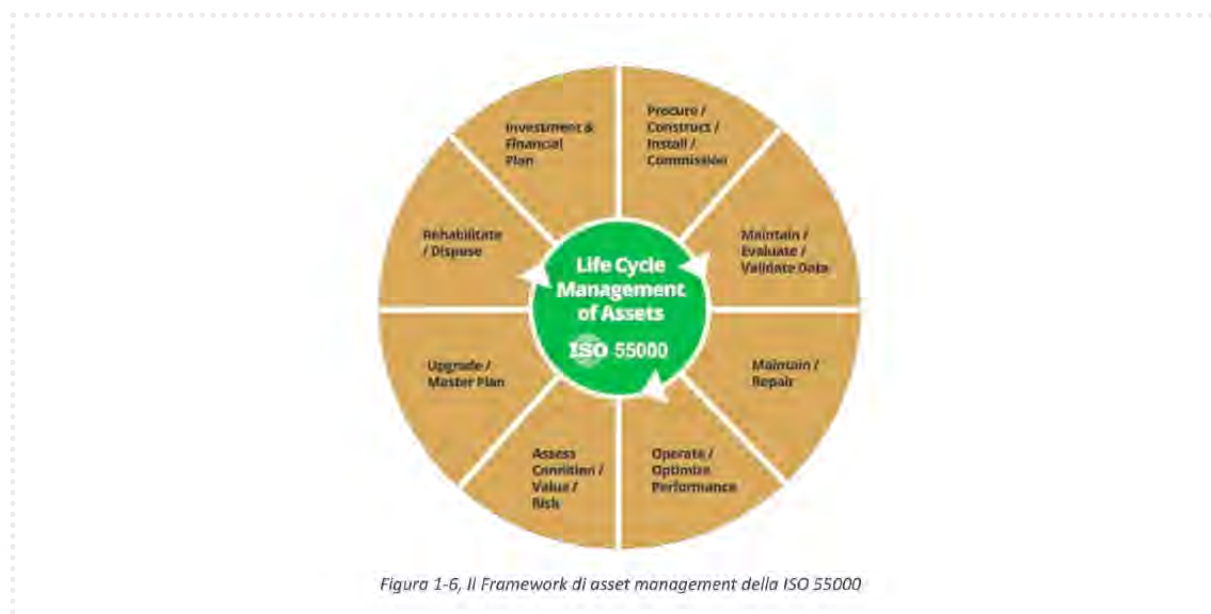 Investment &
Financial
Plan
Procure /
Construct /
Install /
Commission
Maintain /
Evaluate /
Validate Data
Maintain /
Repair
Operate /
Optimize
Performance
Assess
Condition /
Value /
Risk
Upgrade /
Master Plan
Rehabilitate
/ Dispose
Life Cycle
Management
of Assets
ISO 55000
Figura 1-6, Il Framework di asset management della ISO 55000